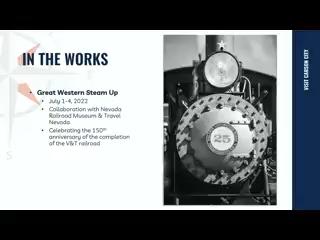 IN THE WORKS
• Great Western Steam Up
• July 1-4, 2022
• Collaboration with Nevada
Railroad Museum & Travel
Nevada
• Celebrating the 150th
anniversary of the completion
of the V&T railroad
25
VISIT CARSON CITY
S